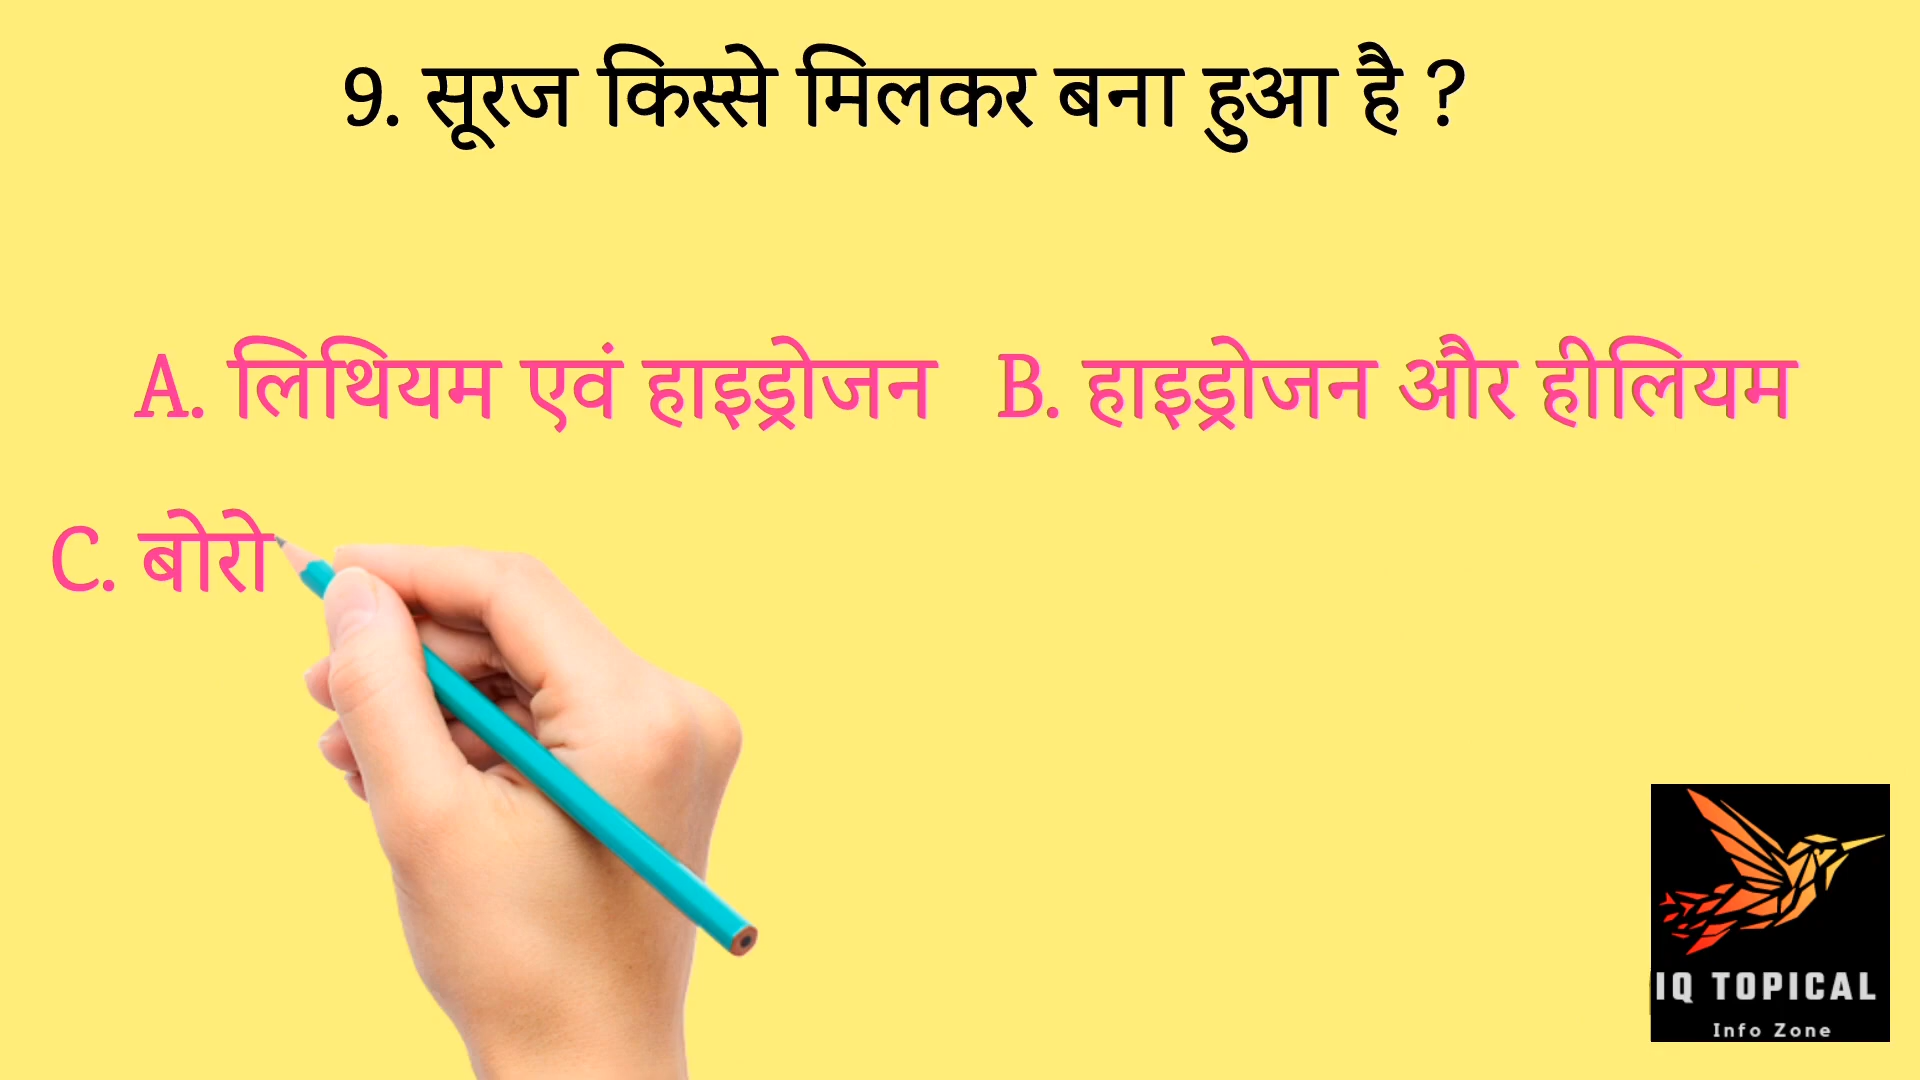 9. सूरज किस्से मिलकर बना हुआ है ?
A. लिथियम एवं हाइड्रोजन B. हाइड्रोजन और हीलियम
C. बोरो
IQ TOPICAL
Info Zone